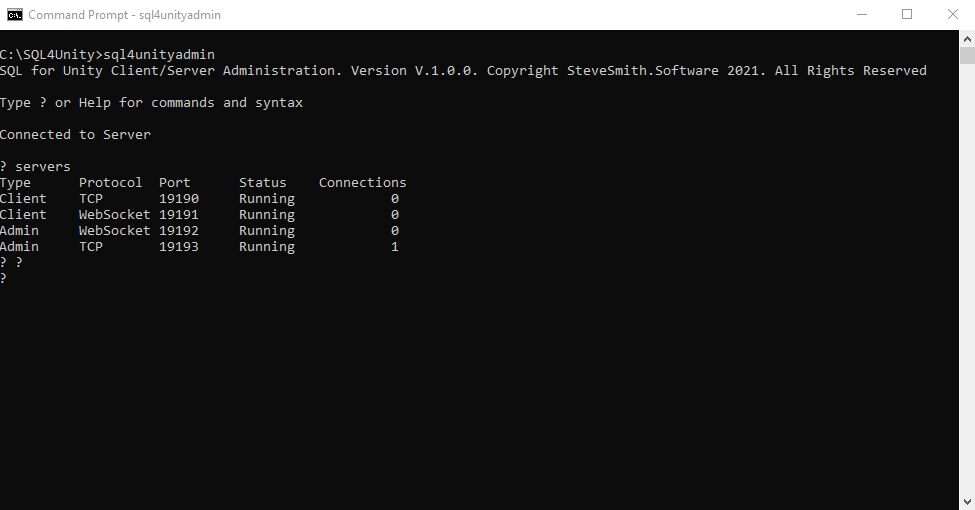 Command Prompt - sql4unityadmin
C:\SQL4Unity>sql4unityadmin
SQL for Unity Client/Server Administration. Version V.1.0.0. Copyright SteveSmith.Software 2021. All Rights Reserved
Type ? or Help for commands and syntax
Connected to Server
? servers
Type      Protocol  Port      Status    Connections
Client    TCP       19190     Running            0
Client    WebSocket 19191     Running            0
Admin     WebSocket 19192     Running            0
Admin     TCP       19193     Running            1
? ?
?